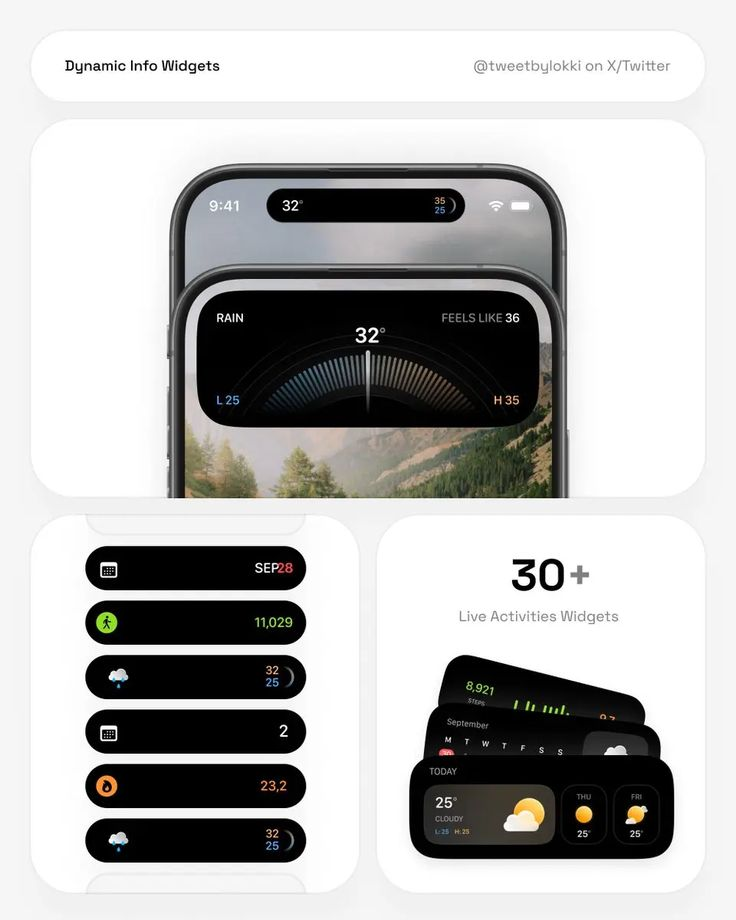 Dynamic Info Widgets
@tweetbylokki on X/Twitter
9:41
32°
35
25
RAIN
FEELS LIKE 36
32°
L 25
H 35
SEP28
11,029
32
25
2
23,2
32
25
30+
Live Activities Widgets
8,921
STEPS
September
M T W T F S S
TODAY
25°
CLOUDY
L: 25 H: 25
THU
25°
FRI
25°